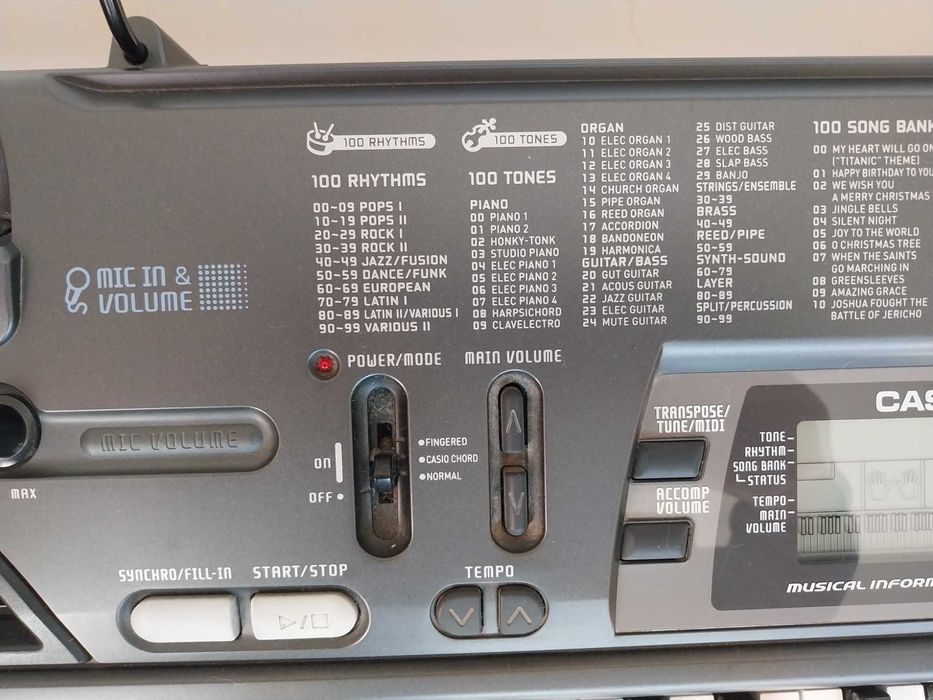 100 RHYTHMS
100 RHYTHMS
00~09 POPS I
10~19 POPS II
20~29 ROCK I
30~39 ROCK II
40~49 JAZZ/FUSION
50~59 DANCE/FUNK
60~69 EUROPEAN
70~79 LATIN I
80~89 LATIN II/VARIOUS I
90~99 VARIOUS II
100 TONES
100 TONES
PIANO
00 PIANO 1
01 PIANO 2
02 HONKY-TONK
03 STUDIO PIANO
04 ELEC PIANO 1
05 ELEC PIANO 2
06 ELEC PIANO 3
07 ELEC PIANO 4
08 HARPSICHORD
09 CLAVELECTRO
ORGAN
10 ELEC ORGAN 1
11 ELEC ORGAN 2
12 ELEC ORGAN 3
13 ELEC ORGAN 4
14 CHURCH ORGAN
15 PIPE ORGAN
16 REED ORGAN
17 ACCORDION
18 BANDONEON
19 HARMONICA
GUITAR/BASS
20 GUT GUITAR
21 ACOUS GUITAR
22 JAZZ GUITAR
23 ELEC GUITAR
24 MUTE GUITAR
25 DIST GUITAR
26 WOOD BASS
27 ELEC BASS
28 SLAP BASS
29 BANJO
STRINGS/ENSEMBLE
30~39
BRASS
40~49
REED/PIPE
50~59
SYNTH-SOUND
60~79
LAYER
80~89
SPLIT/PERCUSSION
90~99
100 SONG BANK
00 MY HEART WILL GO ON
("TITANIC" THEME)
01 HAPPY BIRTHDAY TO YOU
02 WE WISH YOU
A MERRY CHRISTMAS
03 JINGLE BELLS
04 SILENT NIGHT
05 JOY TO THE WORLD
06 O CHRISTMAS TREE
07 WHEN THE SAINTS
GO MARCHING IN
08 GREENSLEEVES
09 AMAZING GRACE
10 JOSHUA FOUGHT THE
BATTLE OF JERICHO
MIC IN &
VOLUME
MIC VOLUME
MAX
POWER/MODE
ON
OFF
FINGERED
CASIO CHORD
NORMAL
MAIN VOLUME
TRANSPOSE/
TUNE/MIDI
ACCOMP
VOLUME
CAS
TONE
RHYTHM
SONG BANK
STATUS
TEMPO
MAIN
VOLUME
MUSICAL INFORM
SYNCHRO/FILL-IN
START/STOP
TEMPO